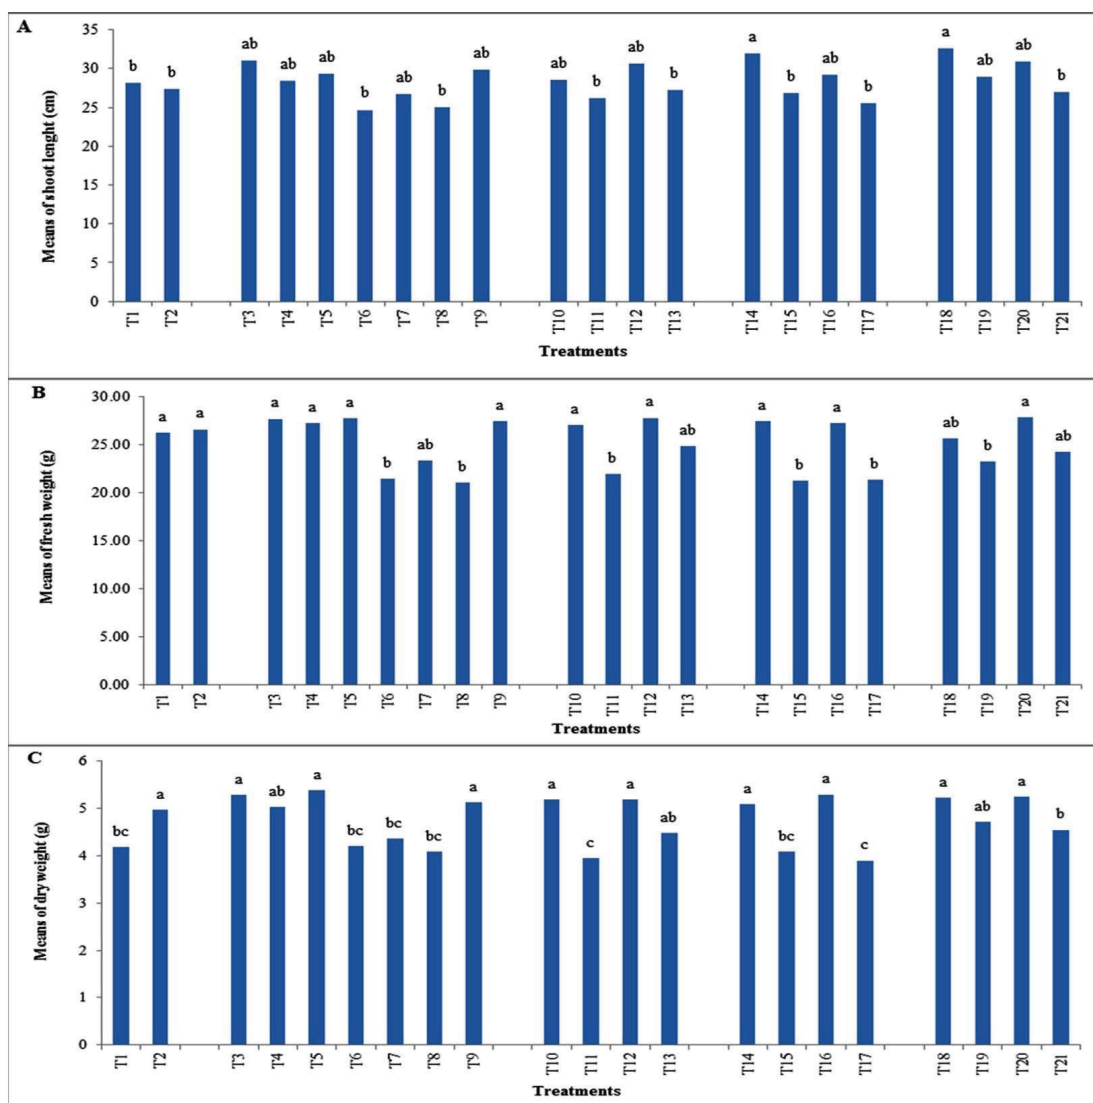 A
Means of shoot lenght (cm)
35
30
25
20
15
10
5
0
b b ab ab ab b ab b ab ab b ab b a b ab b a ab ab b
T1 T2 T3 T4 T5 T6 T7 T8 T9 T10 T11 T12 T13 T14 T15 T16 T17 T18 T19 T20 T21
Treatments
B
Means of fresh weight (g)
30.00
25.00
20.00
15.00
10.00
5.00
0.00
a a a a a b ab b a a b a ab a b a b ab b a ab
T1 T2 T3 T4 T5 T6 T7 T8 T9 T10 T11 T12 T13 T14 T15 T16 T17 T18 T19 T20 T21
Treatments
C
Means of dry weight (g)
6
5
4
3
2
1
0
bc a a ab a bc bc bc a a c a ab a bc a c a ab a b
T1 T2 T3 T4 T5 T6 T7 T8 T9 T10 T11 T12 T13 T14 T15 T16 T17 T18 T19 T20 T21
Treatments